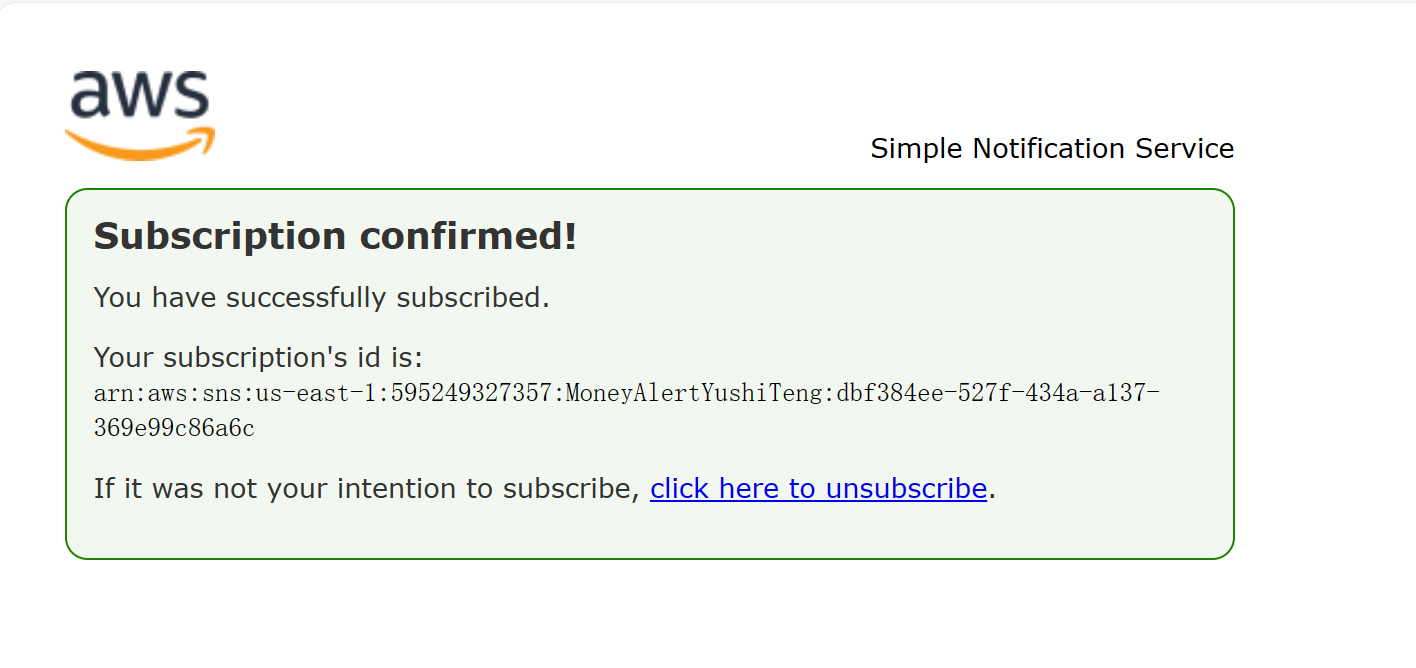 aws
Simple Notification Service
Subscription confirmed!
You have successfully subscribed.
Your subscription's id is:
arn:aws:sns:us-east-1:595249327357:MoneyAlertYushiTeng:dbf384ee-527f-434a-a137-
369e99c86a6c
If it was not your intention to subscribe, click here to unsubscribe.